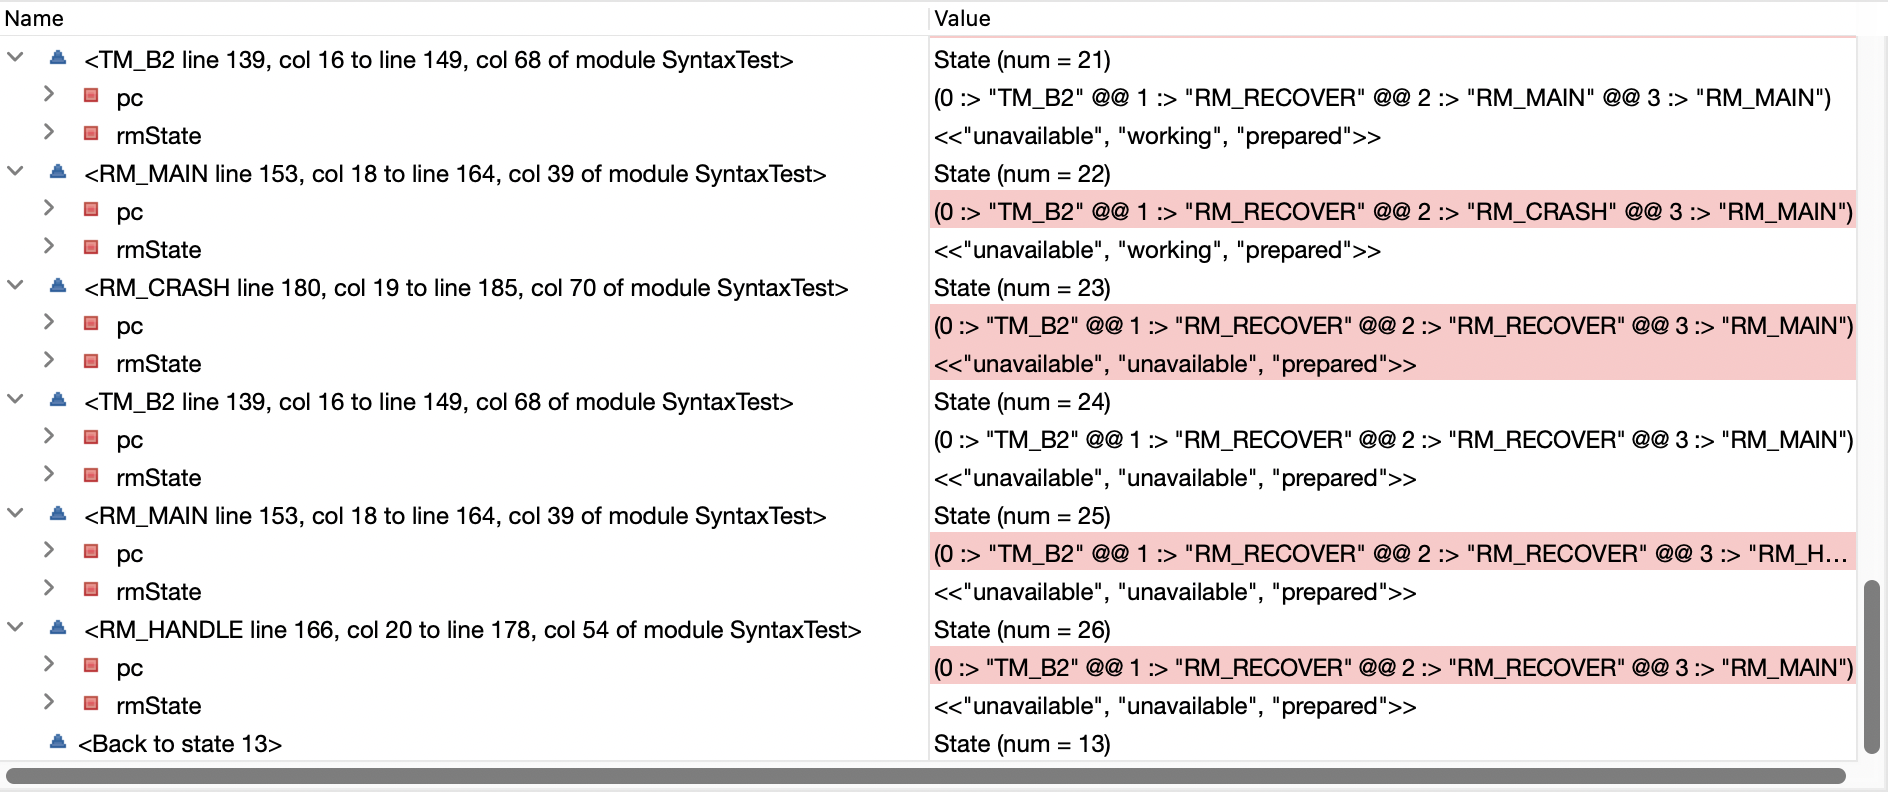 Name Value
<TM_B2 line 139, col 16 to line 149, col 68 of module SyntaxTest> State (num = 21)
pc (0 :> "TM_B2" @@ 1 :> "RM_RECOVER" @@ 2 :> "RM_MAIN" @@ 3 :> "RM_MAIN")
rmState <<"unavailable", "working", "prepared">>
<RM_MAIN line 153, col 18 to line 164, col 39 of module SyntaxTest> State (num = 22)
pc (0 :> "TM_B2" @@ 1 :> "RM_RECOVER" @@ 2 :> "RM_CRASH" @@ 3 :> "RM_MAIN")
rmState <<"unavailable", "working", "prepared">>
<RM_CRASH line 180, col 19 to line 185, col 70 of module SyntaxTest> State (num = 23)
pc (0 :> "TM_B2" @@ 1 :> "RM_RECOVER" @@ 2 :> "RM_RECOVER" @@ 3 :> "RM_MAIN")
rmState <<"unavailable", "unavailable", "prepared">>
<TM_B2 line 139, col 16 to line 149, col 68 of module SyntaxTest> State (num = 24)
pc (0 :> "TM_B2" @@ 1 :> "RM_RECOVER" @@ 2 :> "RM_RECOVER" @@ 3 :> "RM_MAIN")
rmState <<"unavailable", "unavailable", "prepared">>
<RM_MAIN line 153, col 18 to line 164, col 39 of module SyntaxTest> State (num = 25)
pc (0 :> "TM_B2" @@ 1 :> "RM_RECOVER" @@ 2 :> "RM_RECOVER" @@ 3 :> "RM_H...
rmState <<"unavailable", "unavailable", "prepared">>
<RM_HANDLE line 166, col 20 to line 178, col 54 of module SyntaxTest> State (num = 26)
pc (0 :> "TM_B2" @@ 1 :> "RM_RECOVER" @@ 2 :> "RM_RECOVER" @@ 3 :> "RM_MAIN")
rmState <<"unavailable", "unavailable", "prepared">>
<Back to state 13> State (num = 13)